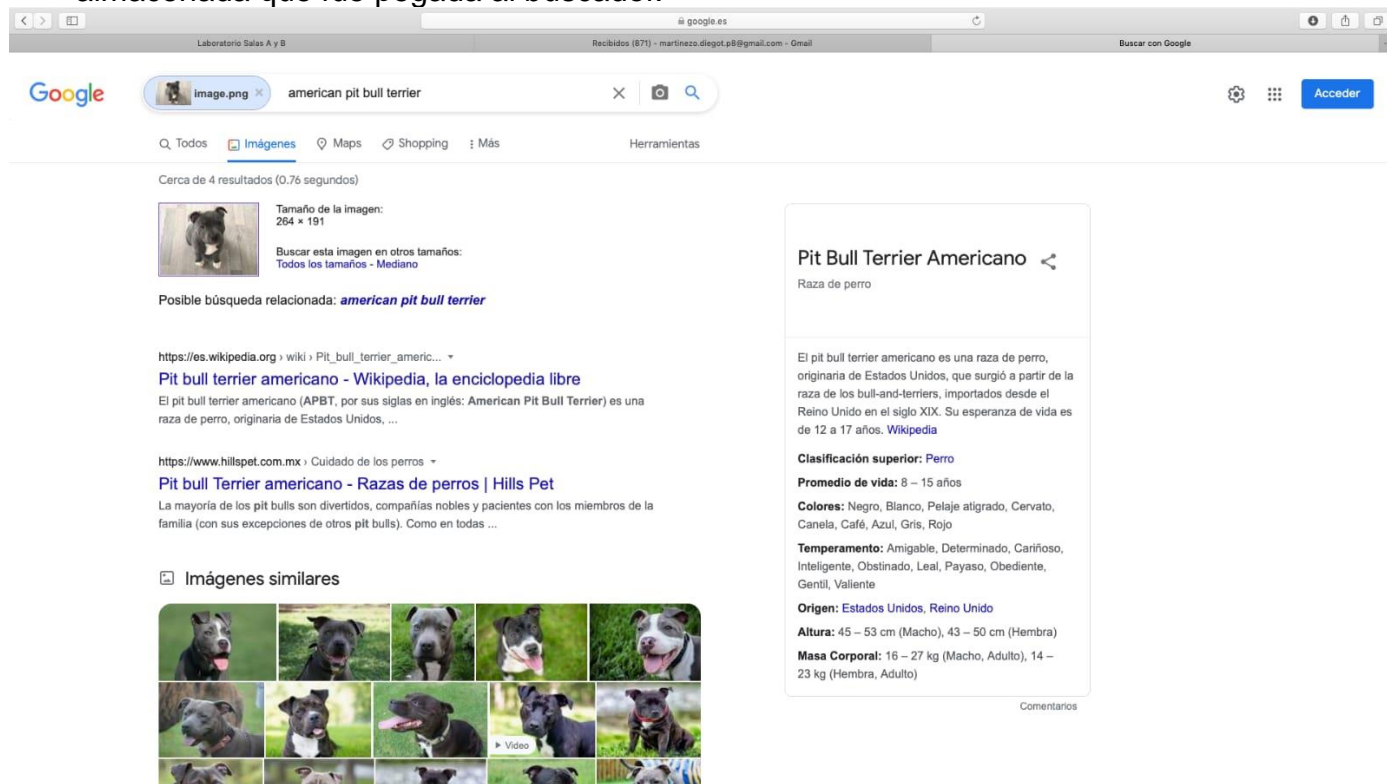 almacenada que fue pegada al buscador.
google.es
Laboratorio Salas A y B
Recibidos (871) - martinezo.diegot.p8@gmail.com - Gmail
Buscar con Google
Google
image.png
american pit bull terrier
Acceder
Todos
Imágenes
Maps
Shopping
Más
Herramientas
Cerca de 4 resultados (0.76 segundos)
Tamaño de la imagen:
264 × 191
Buscar esta imagen en otros tamaños:
Todos los tamaños - Mediano
Posible búsqueda relacionada: american pit bull terrier
https://es.wikipedia.org › wiki › Pit_bull_terrier_americ...
Pit bull terrier americano - Wikipedia, la enciclopedia libre
El pit bull terrier americano (APBT, por sus siglas en inglés: American Pit Bull Terrier) es una
raza de perro, originaria de Estados Unidos, ...
https://www.hillspet.com.mx › Cuidado de los perros
Pit bull Terrier americano - Razas de perros | Hills Pet
La mayoría de los pit bulls son divertidos, compañías nobles y pacientes con los miembros de la
familia (con sus excepciones de otros pit bulls). Como en todas ...
Imágenes similares
Video
Pit Bull Terrier Americano
Raza de perro
El pit bull terrier americano es una raza de perro,
originaria de Estados Unidos, que surgió a partir de la
raza de los bull-and-terriers, importados desde el
Reino Unido en el siglo XIX. Su esperanza de vida es
de 12 a 17 años. Wikipedia
Clasificación superior: Perro
Promedio de vida: 8 – 15 años
Colores: Negro, Blanco, Pelaje atigrado, Cervato,
Canela, Café, Azul, Gris, Rojo
Temperamento: Amigable, Determinado, Cariñoso,
Inteligente, Obstinado, Leal, Payaso, Obediente,
Gentil, Valiente
Origen: Estados Unidos, Reino Unido
Altura: 45 – 53 cm (Macho), 43 – 50 cm (Hembra)
Masa Corporal: 16 – 27 kg (Macho, Adulto), 14 –
23 kg (Hembra, Adulto)
Comentarios